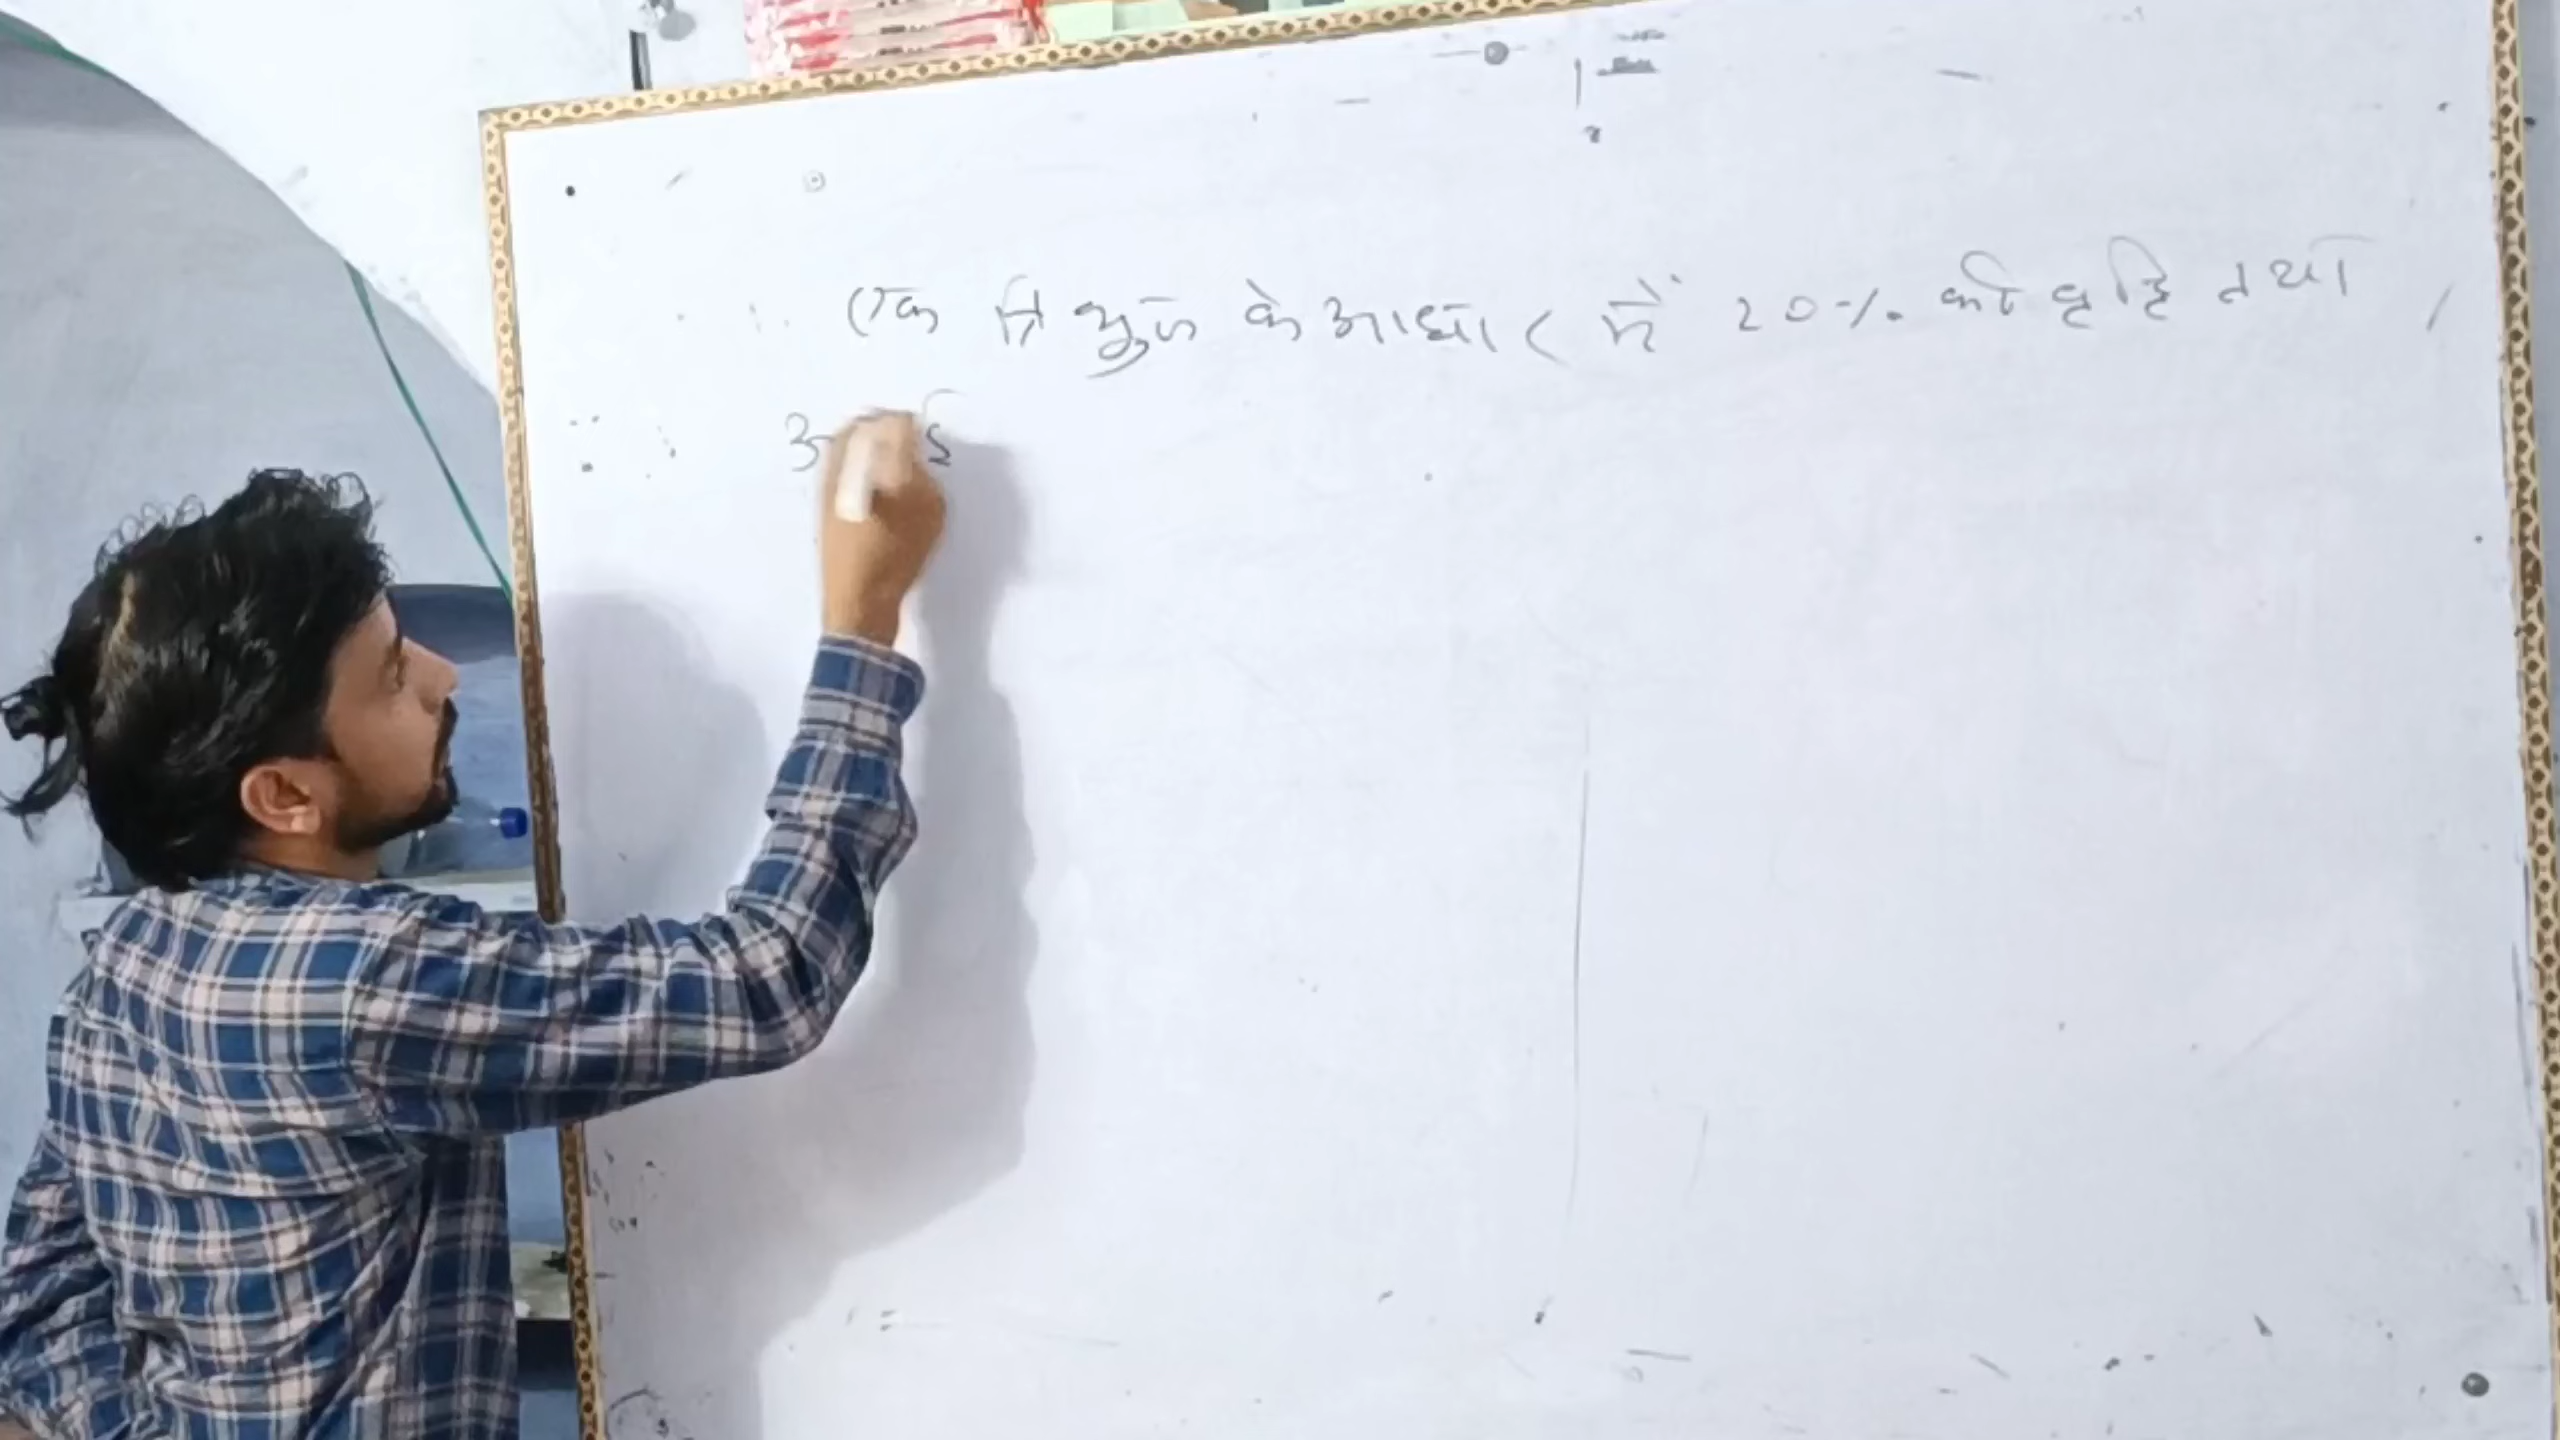 एक त्रिभुज के आधार में 20% की वृद्धि तथा